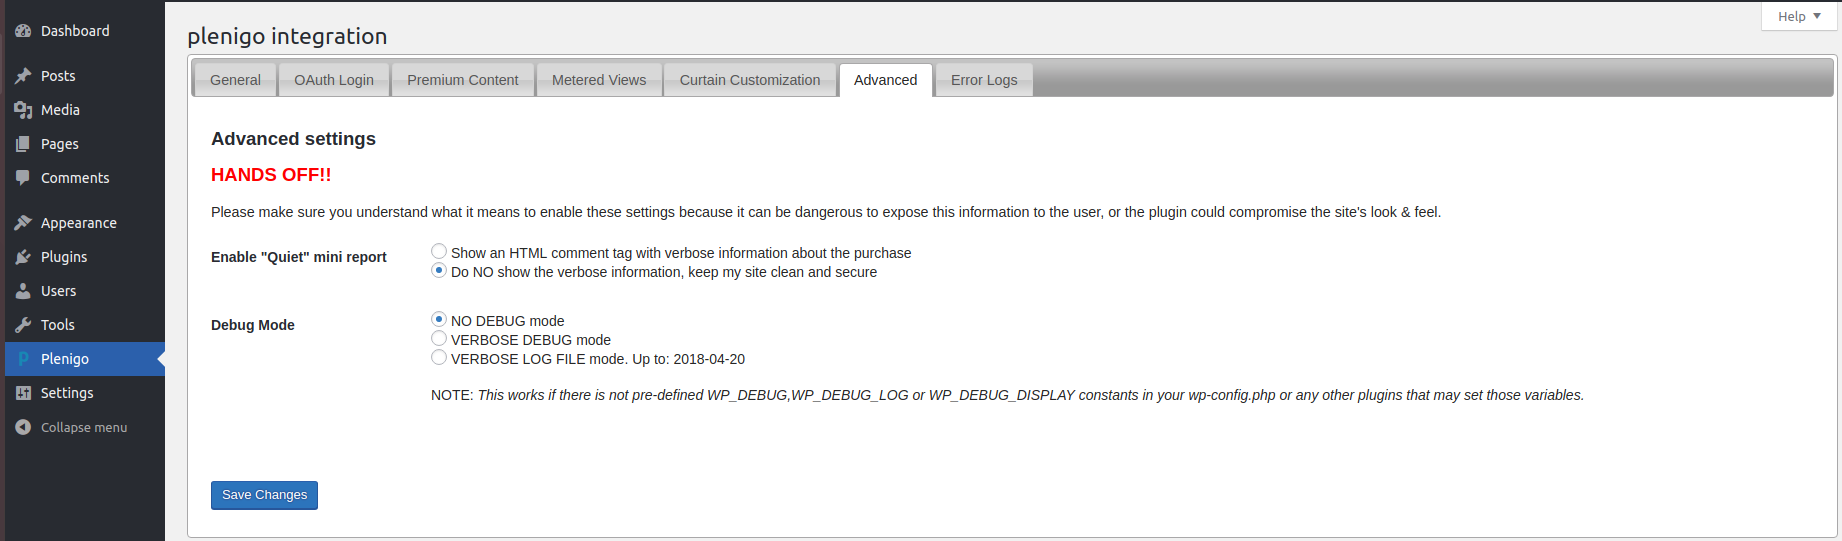 Help
Dashboard
Posts
Media
Pages
Comments
Appearance
Plugins
Users
Tools
Plenigo
Settings
Collapse menu
plenigo integration
General OAuth Login Premium Content Metered Views Curtain Customization Advanced Error Logs
Advanced settings
HANDS OFF!!
Please make sure you understand what it means to enable these settings because it can be dangerous to expose this information to the user, or the plugin could compromise the site's look & feel.
Enable "Quiet" mini report
Show an HTML comment tag with verbose information about the purchase
Do NO show the verbose information, keep my site clean and secure
Debug Mode
NO DEBUG mode
VERBOSE DEBUG mode
VERBOSE LOG FILE mode. Up to: 2018-04-20
NOTE: This works if there is not pre-defined WP_DEBUG,WP_DEBUG_LOG or WP_DEBUG_DISPLAY constants in your wp-config.php or any other plugins that may set those variables.
Save Changes